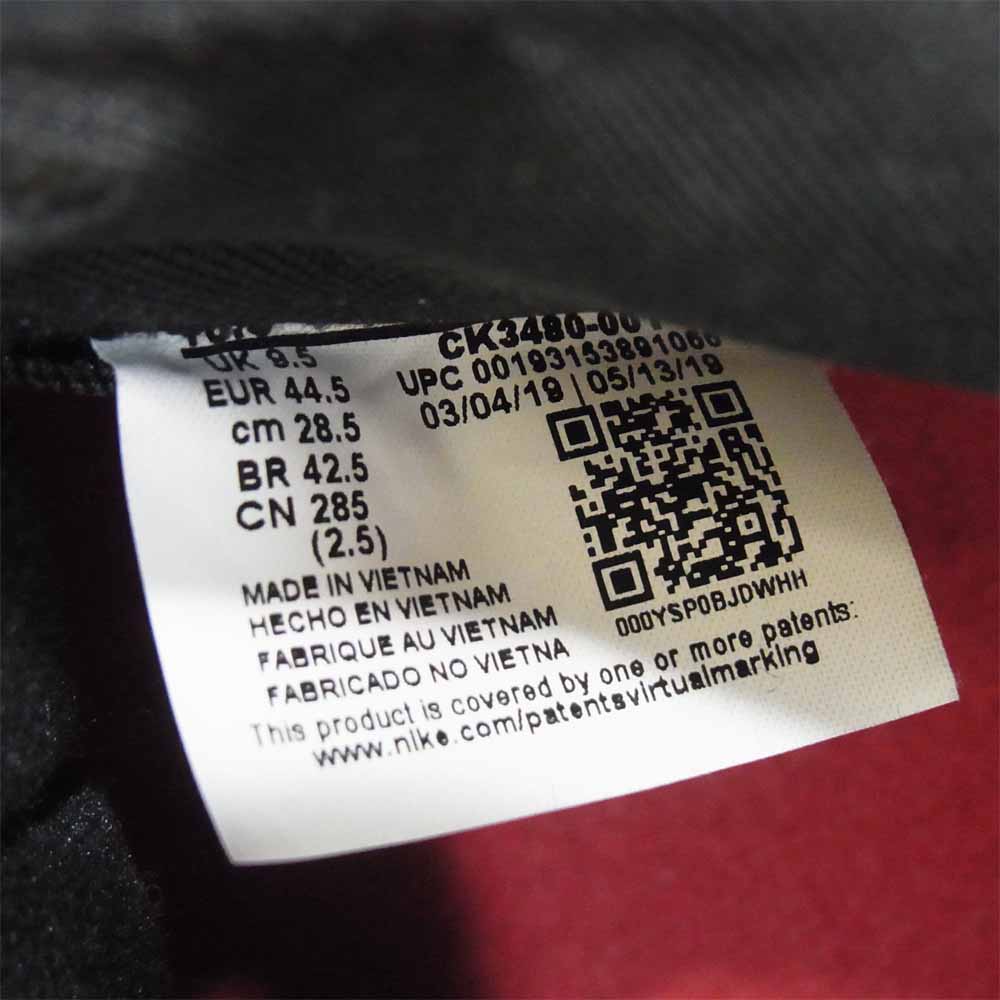 UK 9.5
EUR 44.5
cm 28.5
BR 42.5
CN 285
(2.5)
CK3480-001
UPC 00193153891066
03/04/19 | 05/13/19
000YSP0BJDWHH
MADE IN VIETNAM
HECHO EN VIETNAM
FABRIQUE AU VIETNAM
FABRICADO NO VIETNA
This product is covered by one or more patents:
www.nike.com/patentsvirtualmarking